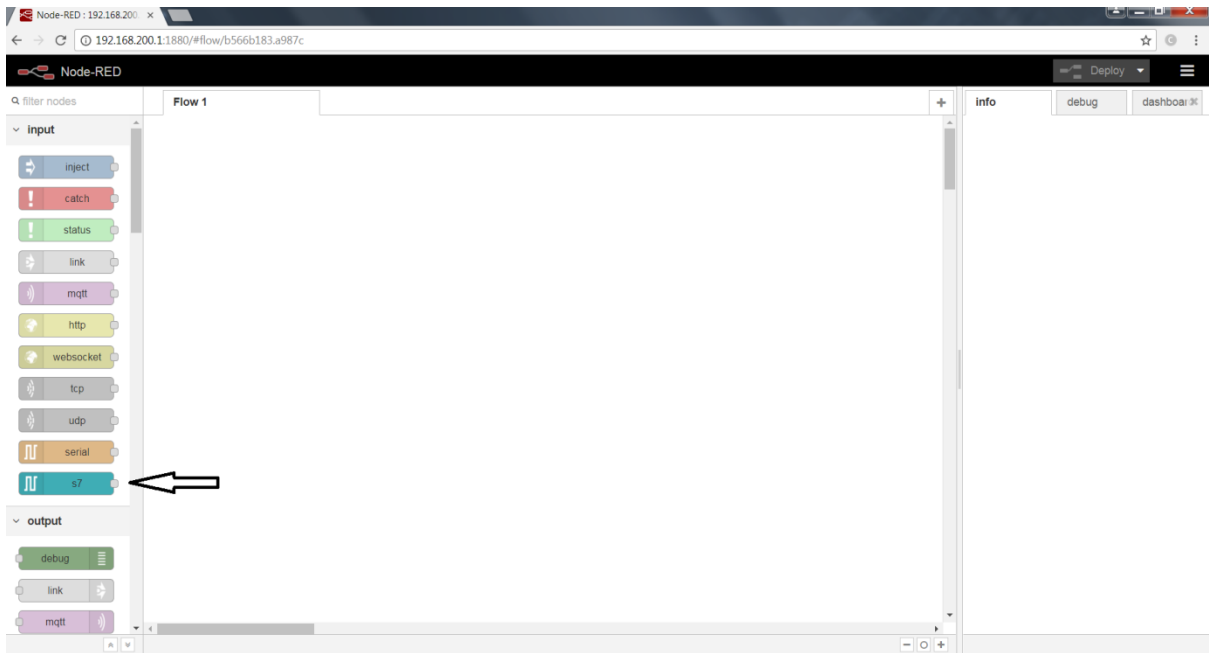 Node-RED : 192.168.200.
192.168.200.1:1880/#flow/b566b183.a987c
Node-RED
Deploy
filter nodes
Flow 1
info
debug
dashboar
input
inject
catch
status
link
mqtt
http
websocket
tcp
udp
serial
s7
output
debug
link
mqtt